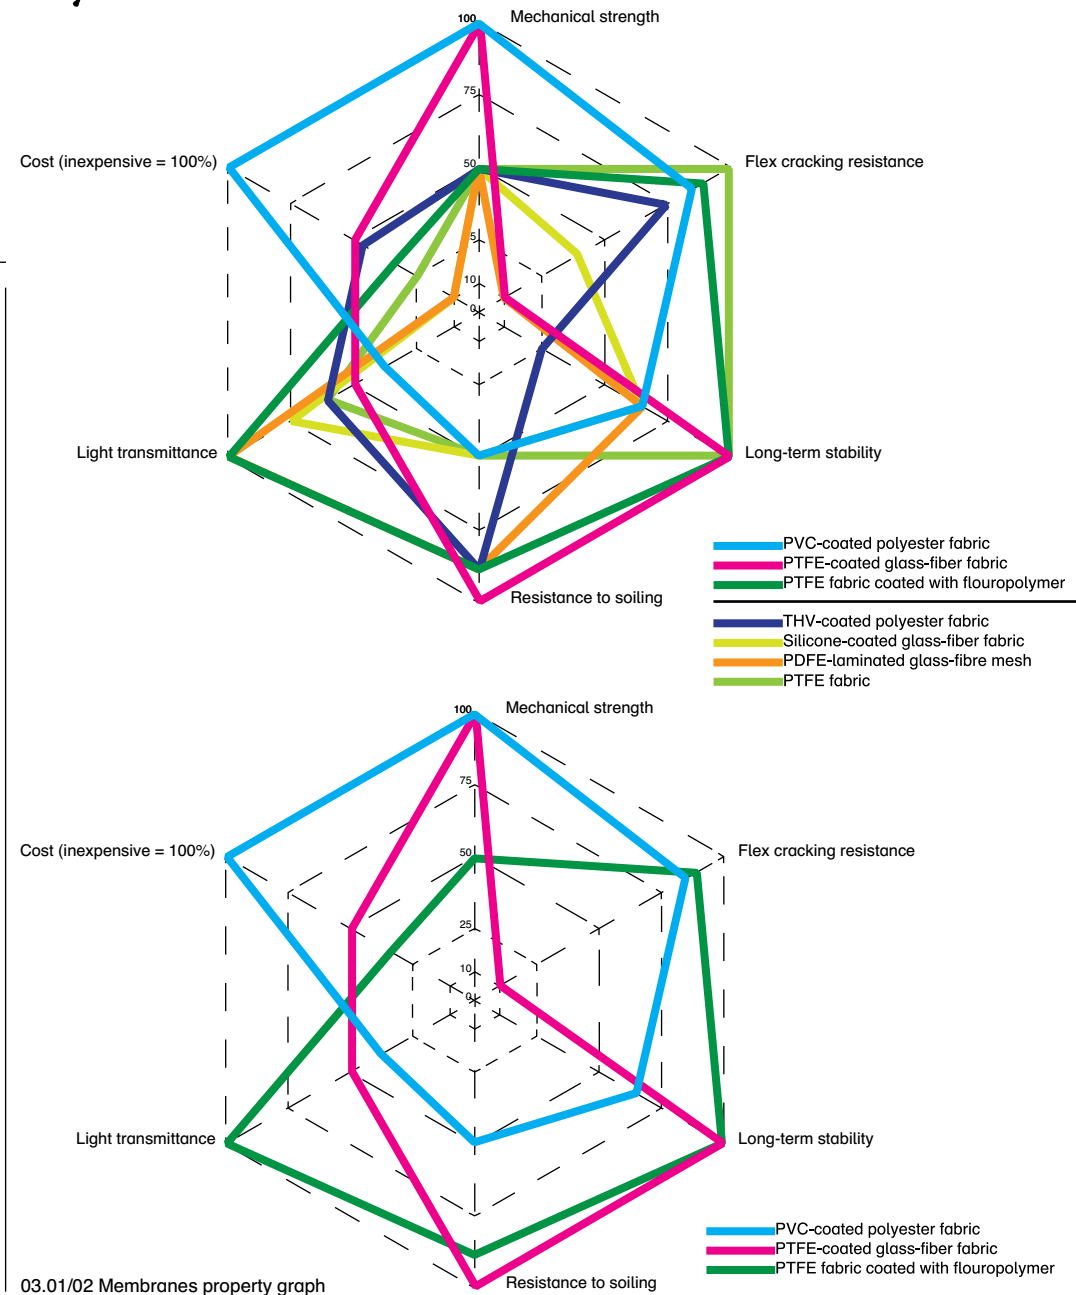 Mechanical strength
100
75
Cost (inexpensive = 100%)
50
Flex cracking resistance
5
10
0
Light transmittance
Long-term stability
Resistance to soiling
PVC-coated polyester fabric
PTFE-coated glass-fiber fabric
PTFE fabric coated with flouropolymer
THV-coated polyester fabric
Silicone-coated glass-fiber fabric
PDFE-laminated glass-fibre mesh
PTFE fabric
Mechanical strength
100
75
Cost (inexpensive = 100%)
50
Flex cracking resistance
25
10
0
Light transmittance
Long-term stability
Resistance to soiling
PVC-coated polyester fabric
PTFE-coated glass-fiber fabric
PTFE fabric coated with flouropolymer
03.01/02 Membranes property graph